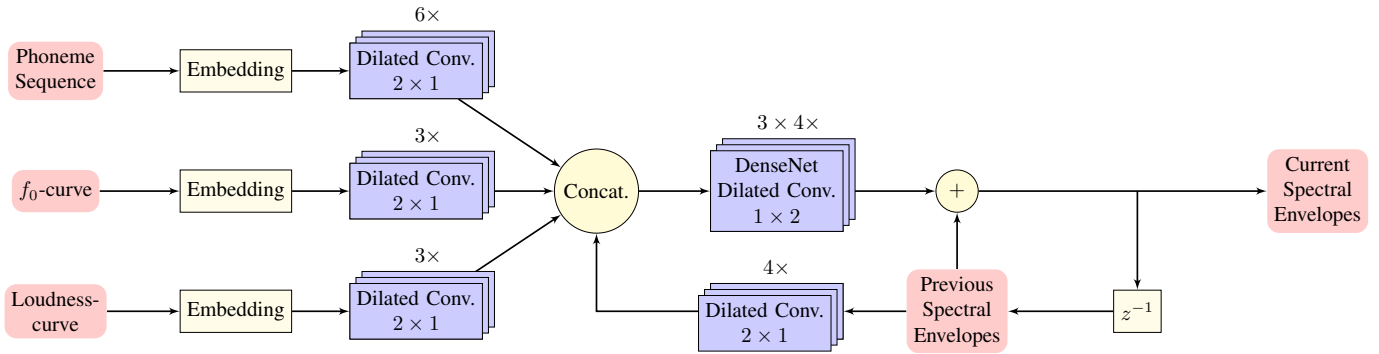 6×
Phoneme
Sequence
Embedding
Dilated Conv.
2 × 1
3×
f₀-curve
Embedding
Dilated Conv.
2 × 1
Concat.
3 × 4×
DenseNet
Dilated Conv.
1 × 2
+
Current
Spectral
Envelopes
3×
Loudness-
curve
Embedding
Dilated Conv.
2 × 1
4×
Dilated Conv.
2 × 1
Previous
Spectral
Envelopes
z⁻¹